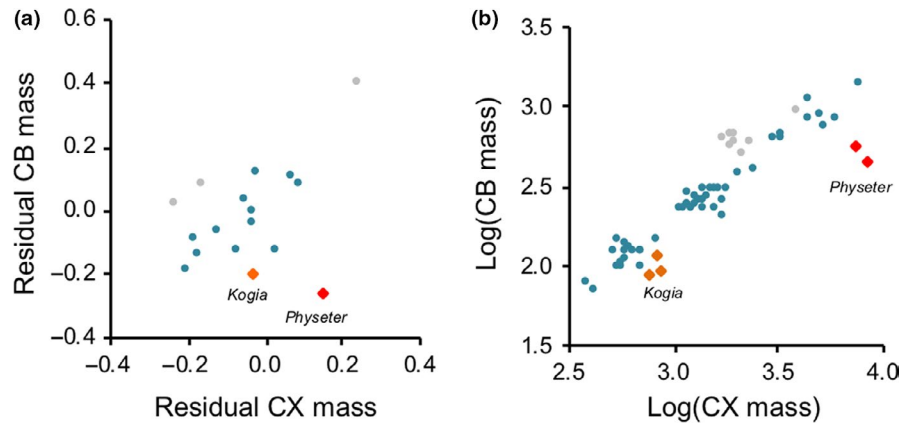 (a)
Residual CB mass
0.6
0.4
0.2
0.0
−0.2
−0.4
Kogia
Physeter
−0.4
−0.2
0.0
0.2
0.4
Residual CX mass
(b)
Log(CB mass)
3.5
3.0
2.5
2.0
1.5
Physeter
Kogia
2.5
3.0
3.5
4.0
Log(CX mass)